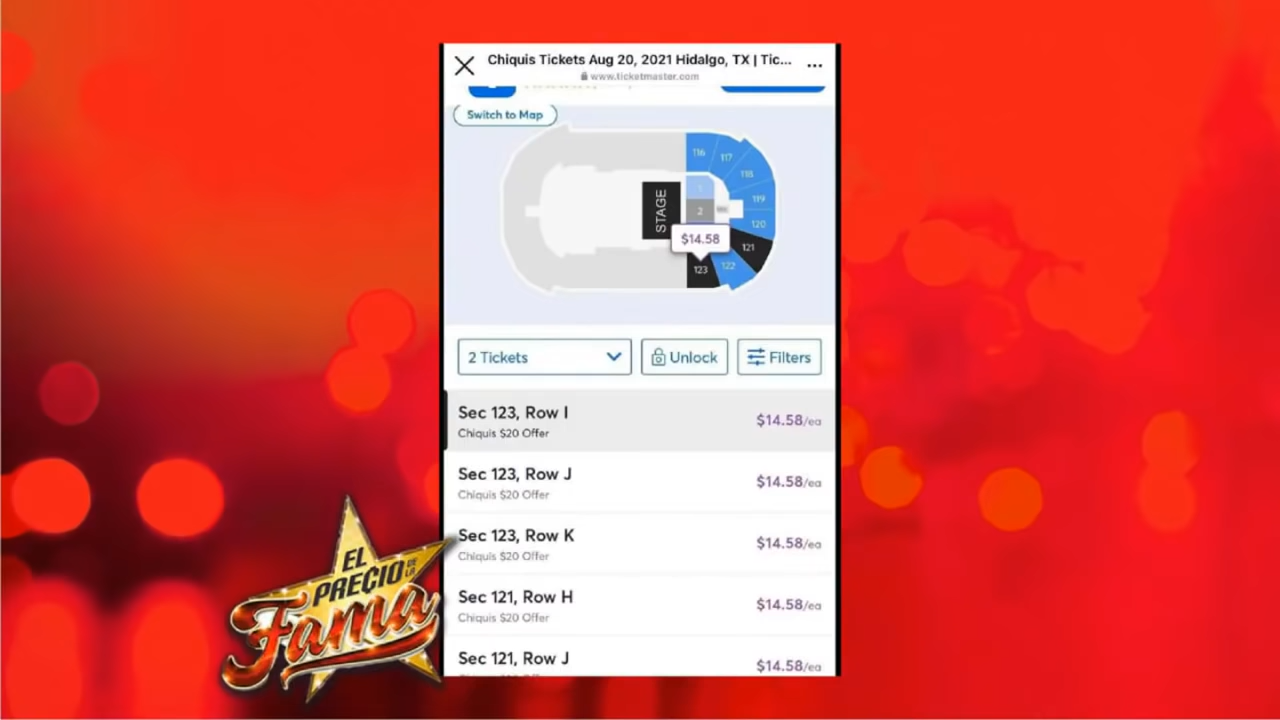 Chiquis Tickets Aug 20, 2021 Hidalgo, TX | Tic...
www.ticketmaster.com
Switch to Map
116
117
118
119
120
121
122
123
1
2
STAGE
$14.58
2 Tickets
Unlock
Filters
Sec 123, Row I
$14.58/ea
Chiquis $20 Offer
Sec 123, Row J
$14.58/ea
Chiquis $20 Offer
Sec 123, Row K
$14.58/ea
Chiquis $20 Offer
Sec 121, Row H
$14.58/ea
Chiquis $20 Offer
Sec 121, Row J
$14.58/ea
EL
PRECIO DE LA
Fama